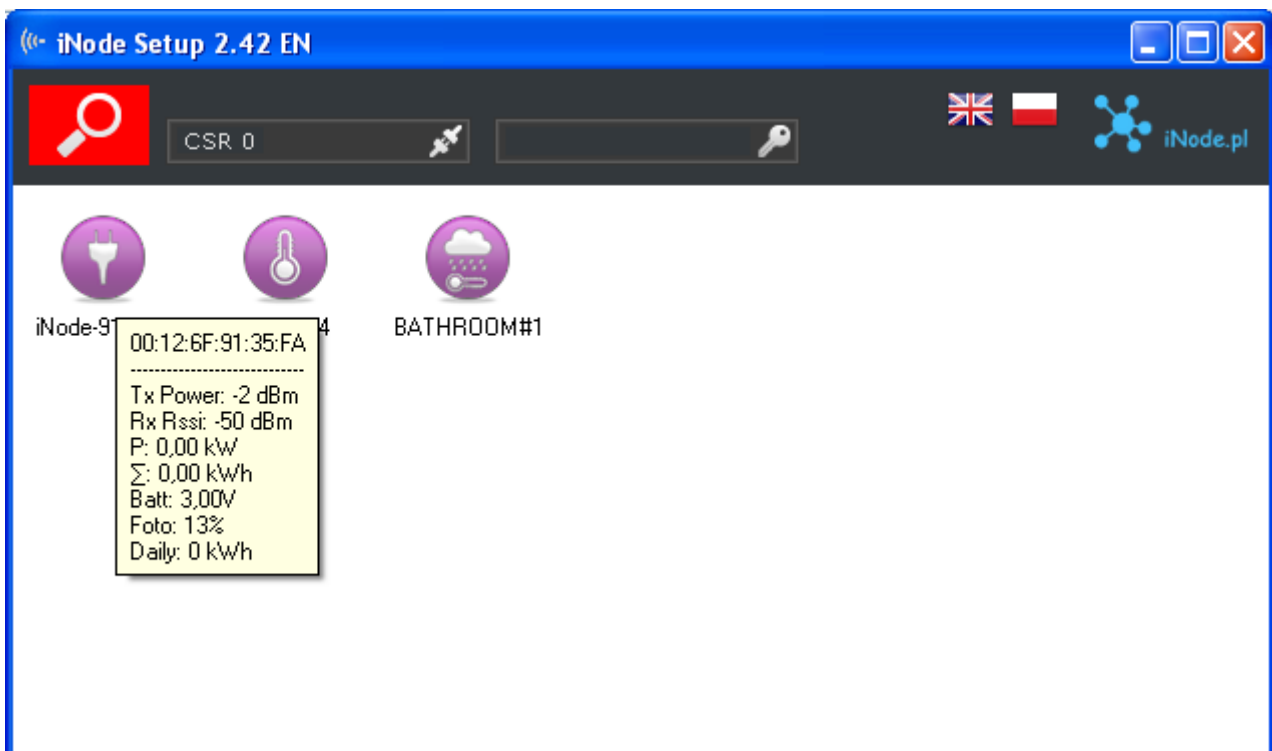 iNode Setup 2.42 EN
CSR 0
iNode.pl
iNode-91
4
BATHROOM#1
00:12:6F:91:35:FA
---------------------------
Tx Power: -2 dBm
Rx Rssi: -50 dBm
P: 0,00 kW
∑: 0,00 kWh
Batt: 3,00V
Foto: 13%
Daily: 0 kWh